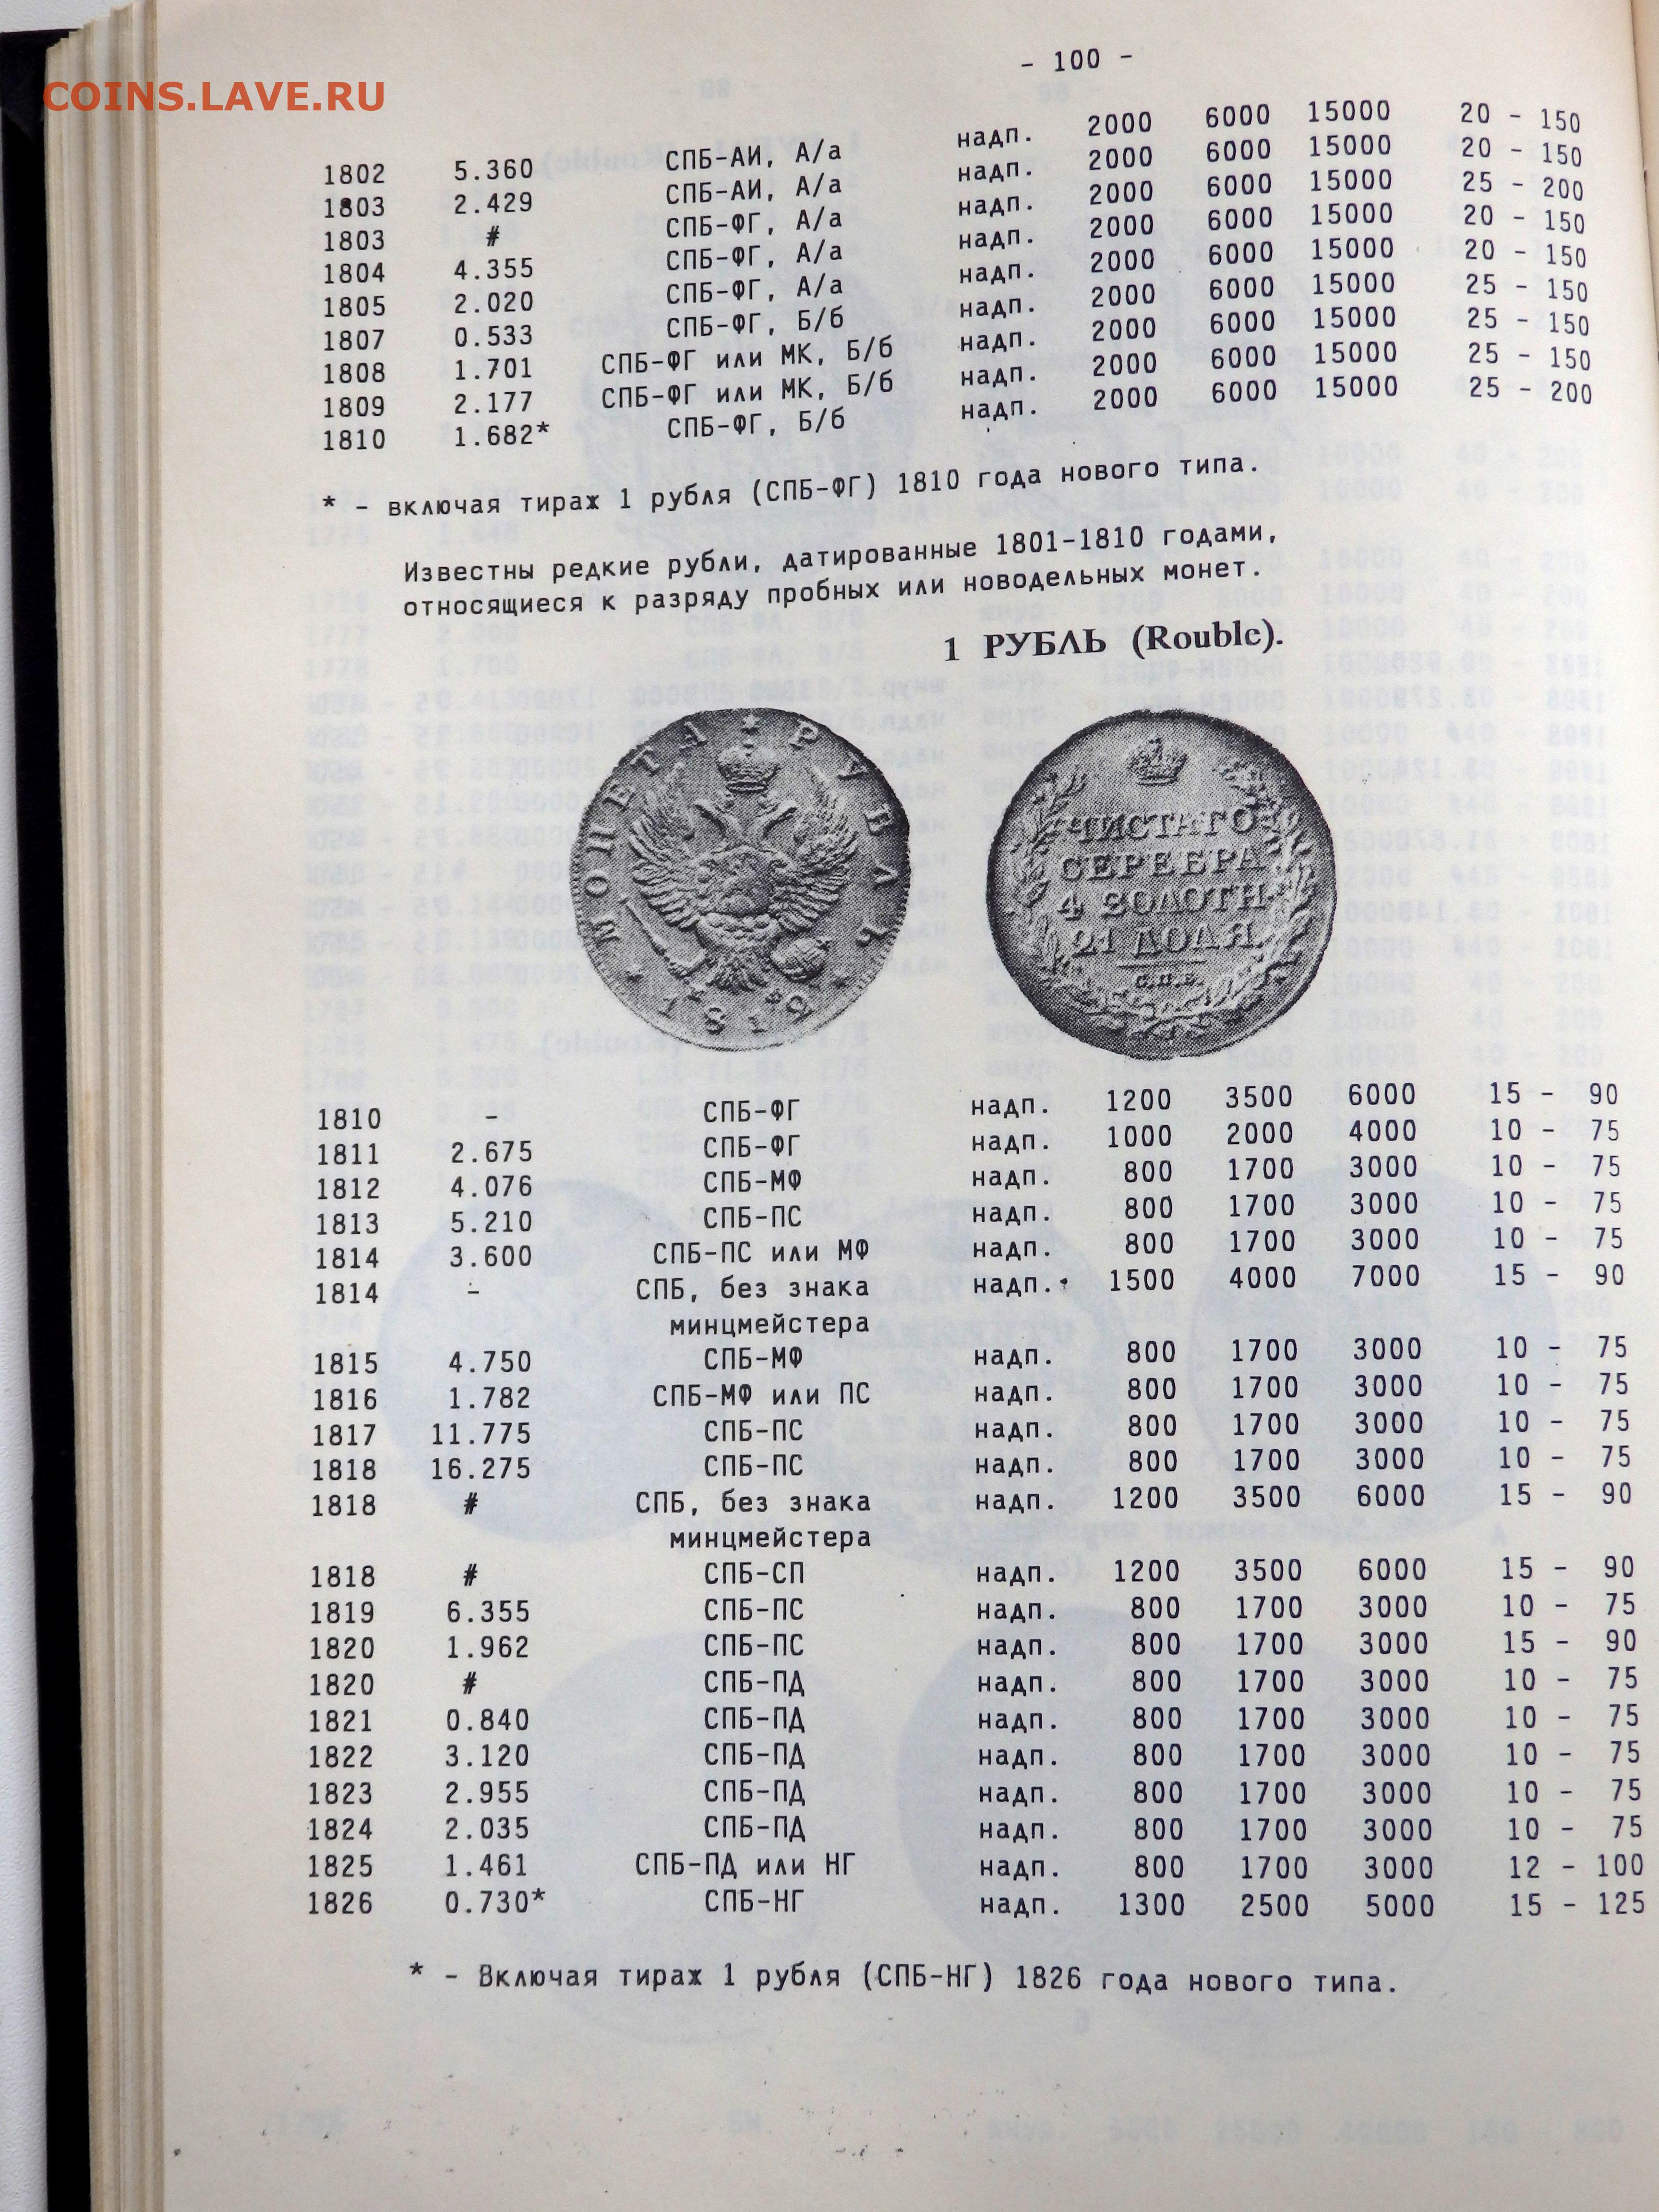 - 100 -
COINS.LAVE.RU
1802 5.360 СПБ-АИ, А/а надп. 2000 6000 15000 20 - 150
1803 2.429 СПБ-АИ, А/а надп. 2000 6000 15000 20 - 150
1803 # СПБ-ФГ, А/а надп. 2000 6000 15000 25 - 200
1804 4.355 СПБ-ФГ, А/а надп. 2000 6000 15000 20 - 150
1805 2.020 СПБ-ФГ, А/а надп. 2000 6000 15000 20 - 150
1807 0.533 СПБ-ФГ, Б/б надп. 2000 6000 15000 25 - 150
1808 1.701 СПБ-ФГ или МК, Б/б надп. 2000 6000 15000 25 - 150
1809 2.177 СПБ-ФГ или МК, Б/б надп. 2000 6000 15000 25 - 150
1810 1.682* СПБ-ФГ, Б/б надп. 2000 6000 15000 25 - 200
* - включая тираж 1 рубля (СПБ-ФГ) 1810 года нового типа.
Известны редкие рубли, датированные 1801-1810 годами,
относящиеся к разряду пробных или новодельных монет.
1 РУБЛЬ (Rouble).
МОНЕТА * РУБЛЬ
* 1819 *
ЧИСТАГО
СЕРЕБРА
4 ЗОЛОТН
21 ДОЛЯ
С.П.Б.
1810 - СПБ-ФГ надп. 1200 3500 6000 15 - 90
1811 2.675 СПБ-ФГ надп. 1000 2000 4000 10 - 75
1812 4.076 СПБ-МФ надп. 800 1700 3000 10 - 75
1813 5.210 СПБ-ПС надп. 800 1700 3000 10 - 75
1814 3.600 СПБ-ПС или МФ надп. 800 1700 3000 10 - 75
1814 - СПБ, без знака надп. 1500 4000 7000 15 - 90
минцмейстера
1815 4.750 СПБ-МФ надп. 800 1700 3000 10 - 75
1816 1.782 СПБ-МФ или ПС надп. 800 1700 3000 10 - 75
1817 11.775 СПБ-ПС надп. 800 1700 3000 10 - 75
1818 16.275 СПБ-ПС надп. 800 1700 3000 10 - 75
1818 # СПБ, без знака надп. 1200 3500 6000 15 - 90
минцмейстера
1818 # СПБ-СП надп. 1200 3500 6000 15 - 90
1819 6.355 СПБ-ПС надп. 800 1700 3000 10 - 75
1820 1.962 СПБ-ПС надп. 800 1700 3000 15 - 90
1820 # СПБ-ПД надп. 800 1700 3000 10 - 75
1821 0.840 СПБ-ПД надп. 800 1700 3000 10 - 75
1822 3.120 СПБ-ПД надп. 800 1700 3000 10 - 75
1823 2.955 СПБ-ПД надп. 800 1700 3000 10 - 75
1824 2.035 СПБ-ПД надп. 800 1700 3000 10 - 75
1825 1.461 СПБ-ПД или НГ надп. 800 1700 3000 12 - 100
1826 0.730* СПБ-НГ надп. 1300 2500 5000 15 - 125
* - Включая тираж 1 рубля (СПБ-НГ) 1826 года нового типа.